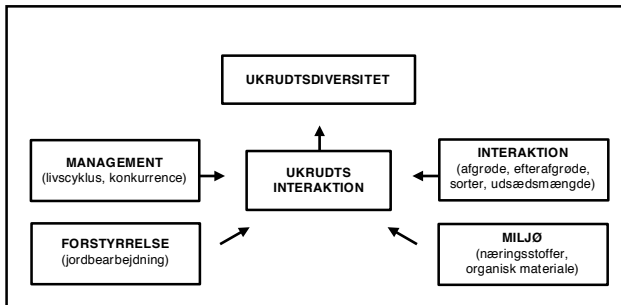 UKRUDTSDIVERSITET
MANAGEMENT
(livscyklus, konkurrence)
UKRUDTS
INTERAKTION
INTERAKTION
(afgrøde, efterafgrøde,
sorter, udsædsmængde)
FORSTYRRELSE
(jordbearbejdning)
MILJØ
(næringsstoffer,
organisk materiale)